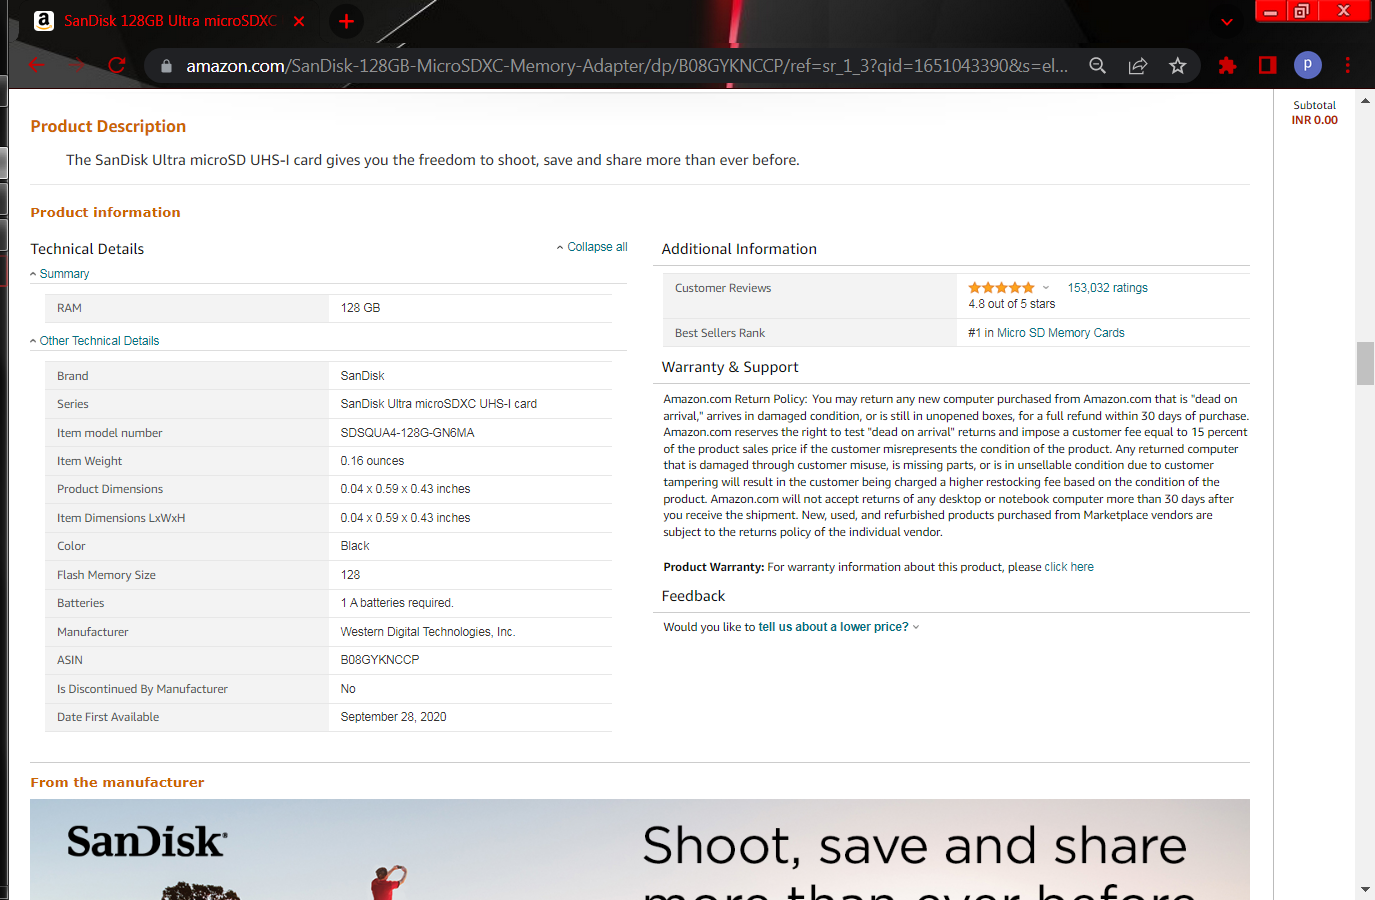 a SanDisk 128GB Ultra microSDXC
amazon.com/SanDisk-128GB-MicroSDXC-Memory-Adapter/dp/B08GYKNCCP/ref=sr_1_3?qid=1651043390&s=el...
p
Subtotal
INR 0.00
Product Description
The SanDisk Ultra microSD UHS-I card gives you the freedom to shoot, save and share more than ever before.
Product information
Technical Details
Collapse all
Summary
RAM 128 GB
Other Technical Details
Brand SanDisk
Series SanDisk Ultra microSDXC UHS-I card
Item model number SDSQUA4-128G-GN6MA
Item Weight 0.16 ounces
Product Dimensions 0.04 x 0.59 x 0.43 inches
Item Dimensions LxWxH 0.04 x 0.59 x 0.43 inches
Color Black
Flash Memory Size 128
Batteries 1 A batteries required.
Manufacturer Western Digital Technologies, Inc.
ASIN B08GYKNCCP
Is Discontinued By Manufacturer No
Date First Available September 28, 2020
Additional Information
Customer Reviews 153,032 ratings
4.8 out of 5 stars
Best Sellers Rank #1 in Micro SD Memory Cards
Warranty & Support
Amazon.com Return Policy: You may return any new computer purchased from Amazon.com that is "dead on
arrival," arrives in damaged condition, or is still in unopened boxes, for a full refund within 30 days of purchase.
Amazon.com reserves the right to test "dead on arrival" returns and impose a customer fee equal to 15 percent
of the product sales price if the customer misrepresents the condition of the product. Any returned computer
that is damaged through customer misuse, is missing parts, or is in unsellable condition due to customer
tampering will result in the customer being charged a higher restocking fee based on the condition of the
product. Amazon.com will not accept returns of any desktop or notebook computer more than 30 days after
you receive the shipment. New, used, and refurbished products purchased from Marketplace vendors are
subject to the returns policy of the individual vendor.
Product Warranty: For warranty information about this product, please click here
Feedback
Would you like to tell us about a lower price?
From the manufacturer
SanDisk
Shoot, save and share
more than ever before